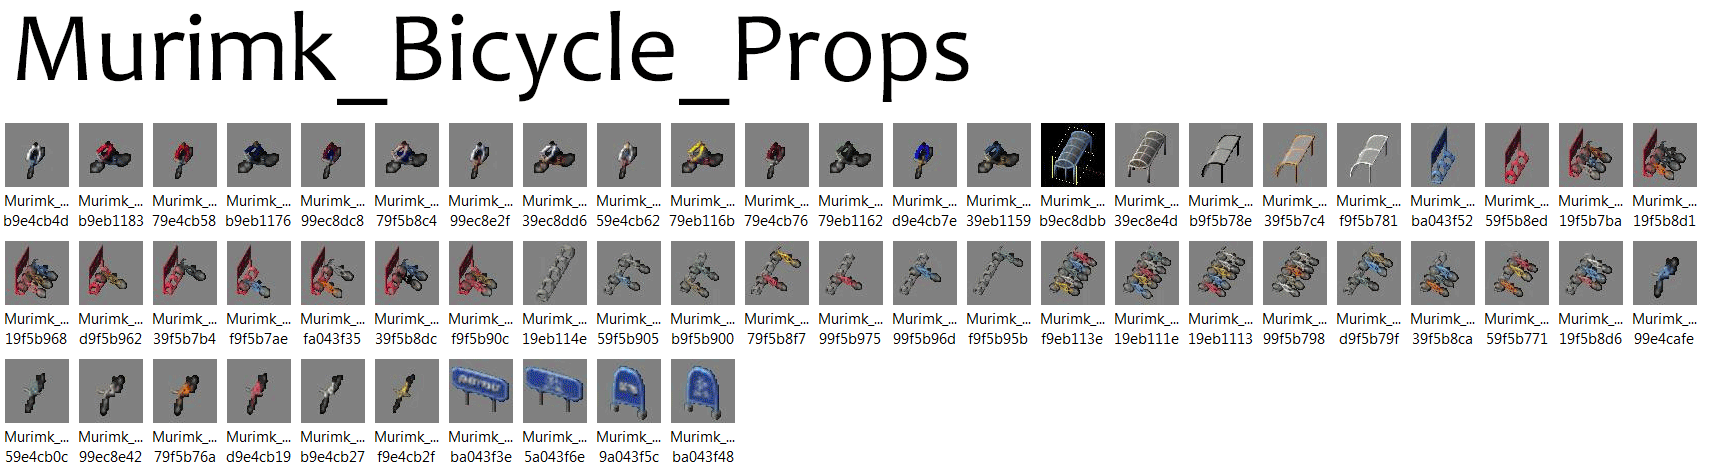 Murimk_Bicycle_Props
Murimk_... Murimk_... Murimk_... Murimk_... Murimk_... Murimk_... Murimk_... Murimk_... Murimk_... Murimk_... Murimk_... Murimk_... Murimk_... Murimk_... Murimk_... Murimk_... Murimk_... Murimk_... Murimk_... Murimk_... Murimk_... Murimk_... Murimk_...
b9e4cb4d b9eb1183 79e4cb58 b9eb1176 99ec8dc8 79f5b8c4 99ec8e2f 39ec8dd6 59e4cb62 79eb116b 79e4cb76 79eb1162 d9e4cb7e 39eb1159 b9ec8dbb 39ec8e4d b9f5b78e 39f5b7c4 f9f5b781 ba043f52 59f5b8ed 19f5b7ba 19f5b8d1
Murimk_... Murimk_... Murimk_... Murimk_... Murimk_... Murimk_... Murimk_... Murimk_... Murimk_... Murimk_... Murimk_... Murimk_... Murimk_... Murimk_... Murimk_... Murimk_... Murimk_... Murimk_... Murimk_... Murimk_... Murimk_... Murimk_... Murimk_...
19f5b968 d9f5b962 39f5b7b4 f9f5b7ae fa043f35 39f5b8dc f9f5b90c 19eb114e 59f5b905 b9f5b900 79f5b8f7 99f5b975 99f5b96d f9f5b95b f9eb113e 19eb111e 19eb1113 99f5b798 d9f5b79f 39f5b8ca 59f5b771 19f5b8d6 99e4cafe
Murimk_... Murimk_... Murimk_... Murimk_... Murimk_... Murimk_... Murimk_... Murimk_... Murimk_... Murimk_...
59e4cb0c 99ec8e42 79f5b76a d9e4cb19 b9e4cb27 f9e4cb2f ba043f3e 5a043f6e 9a043f5c ba043f48